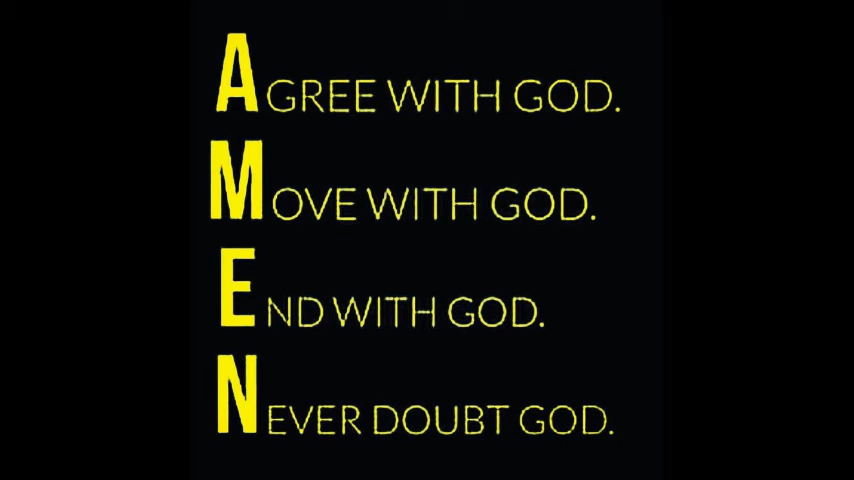 AGREE WITH GOD.
MOVE WITH GOD.
END WITH GOD.
NEVER DOUBT GOD.